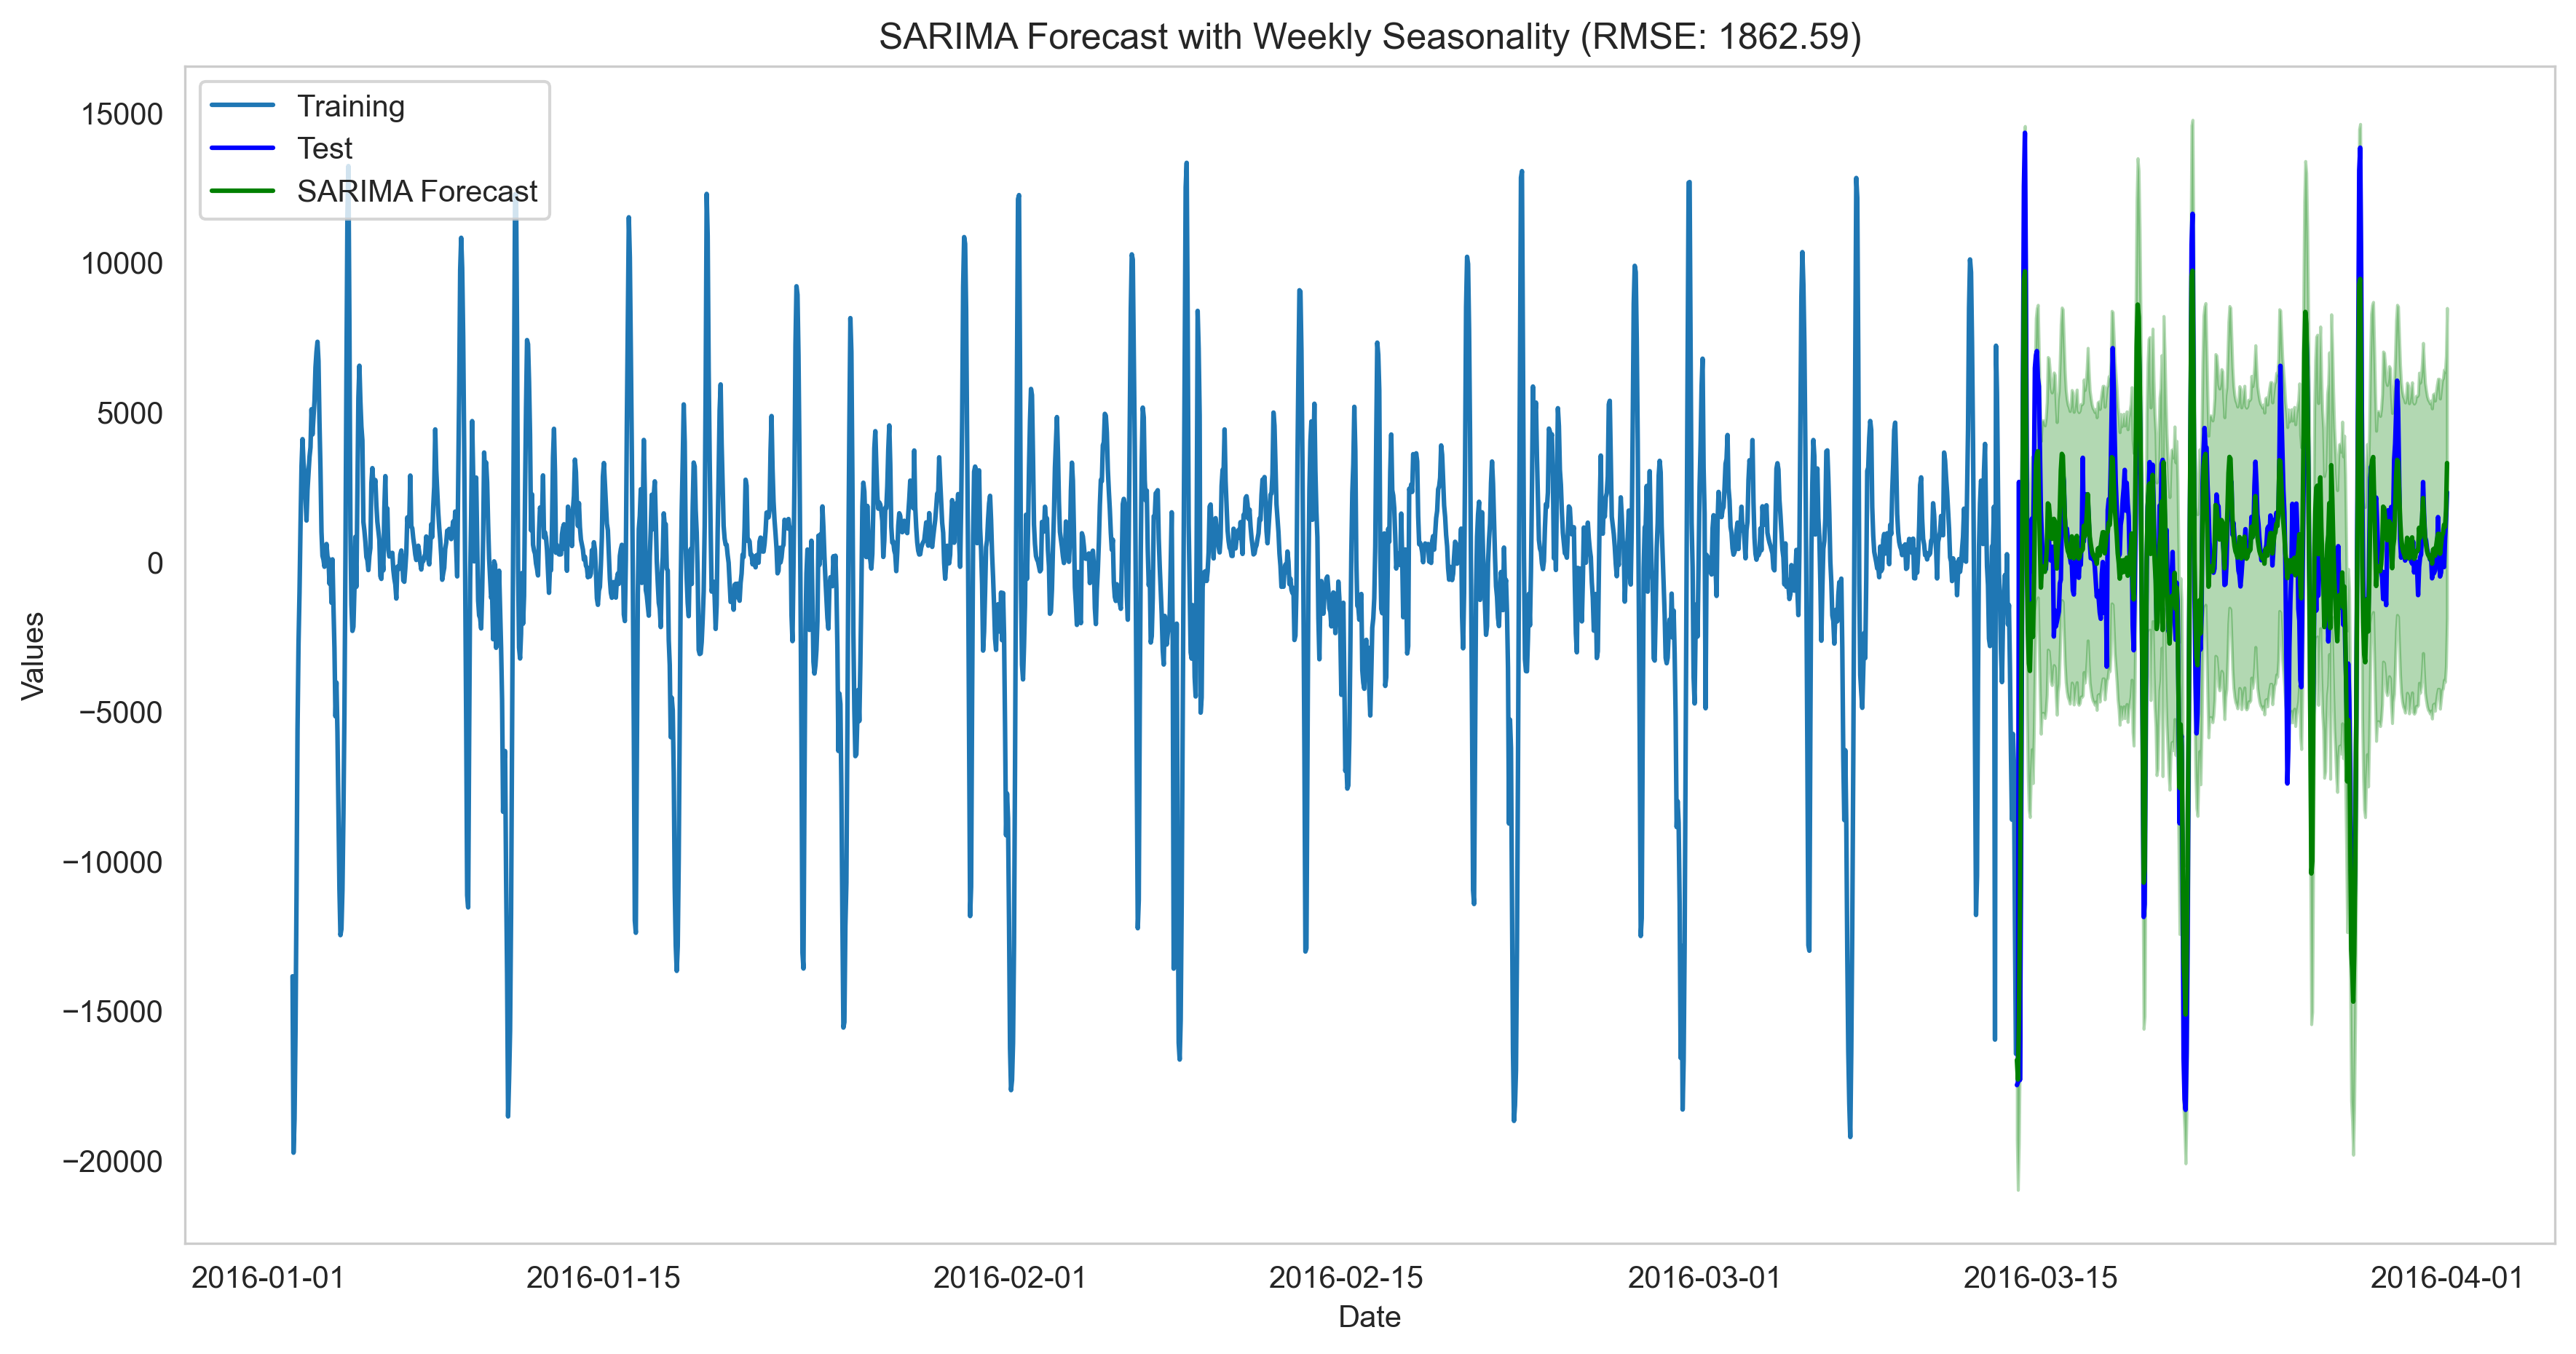 SARIMA Forecast with Weekly Seasonality (RMSE: 1862.59)
Training
Test
SARIMA Forecast
15000
10000
5000
0
−5000
−10000
−15000
−20000
Values
2016-01-01 2016-01-15 2016-02-01 2016-02-15 2016-03-01 2016-03-15 2016-04-01
Date